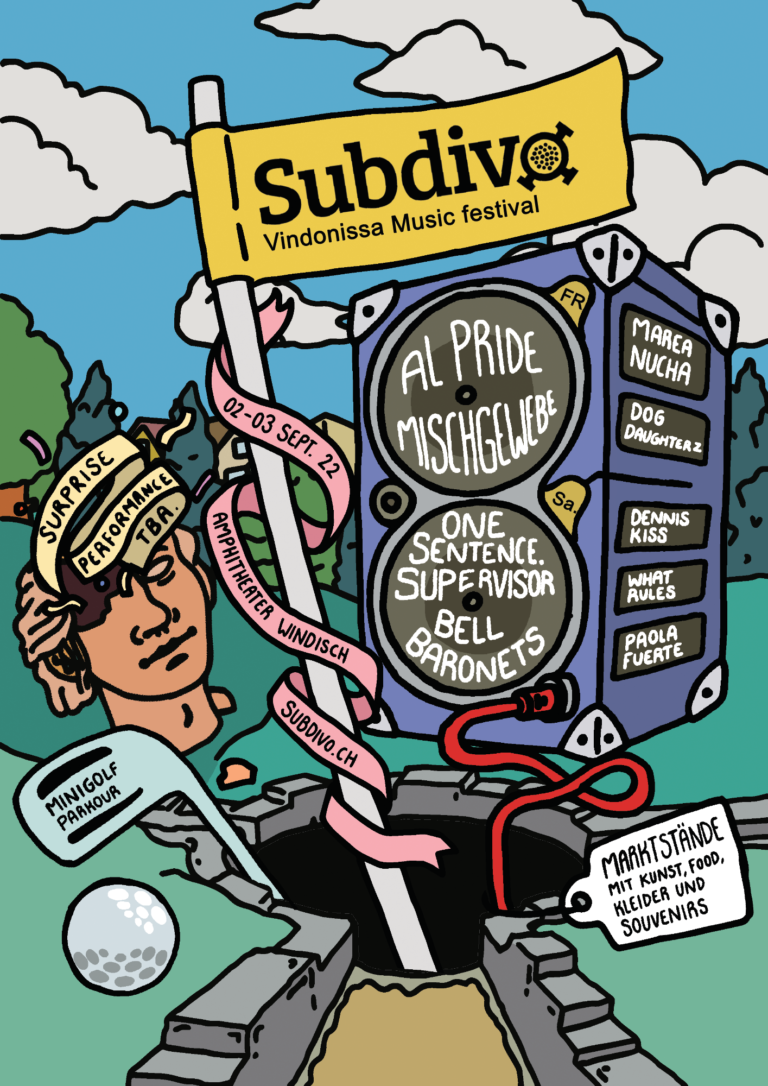 Subdivo
Vindonissa Music festival
FR
AL PRIDE
MISCHGEWEBE
MAREA
NUCHA
DOG
DAUGHTERZ
02-03 SEPT. 22
AMPHITHEATER WINDISCH
SUBDIVO.CH
SURPRISE
PERFORMANCE
TBA.
Sa.
ONE
SENTENCE.
SUPERVISOR
BELL
BARONETS
DENNIS
KISS
WHAT
RULES
PAOLA
FUERTE
MINIGOLF
PARKOUR
MARKTSTÄNDE
MIT KUNST, FOOD,
KLEIDER UND
SOUVENIRS